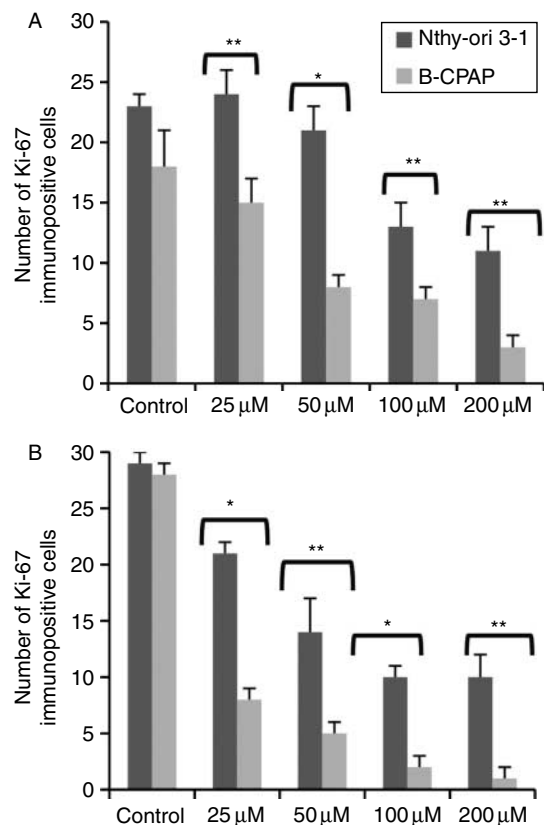 A
Nthy-ori 3-1
B-CPAP
Number of Ki-67
immunopositive cells
30
25
20
15
10
5
0
**
*
**
**
Control
25 µM
50 µM
100 µM
200 µM
B
Number of Ki-67
immunopositive cells
30
25
20
15
10
5
0
*
**
*
**
Control
25 µM
50 µM
100 µM
200 µM